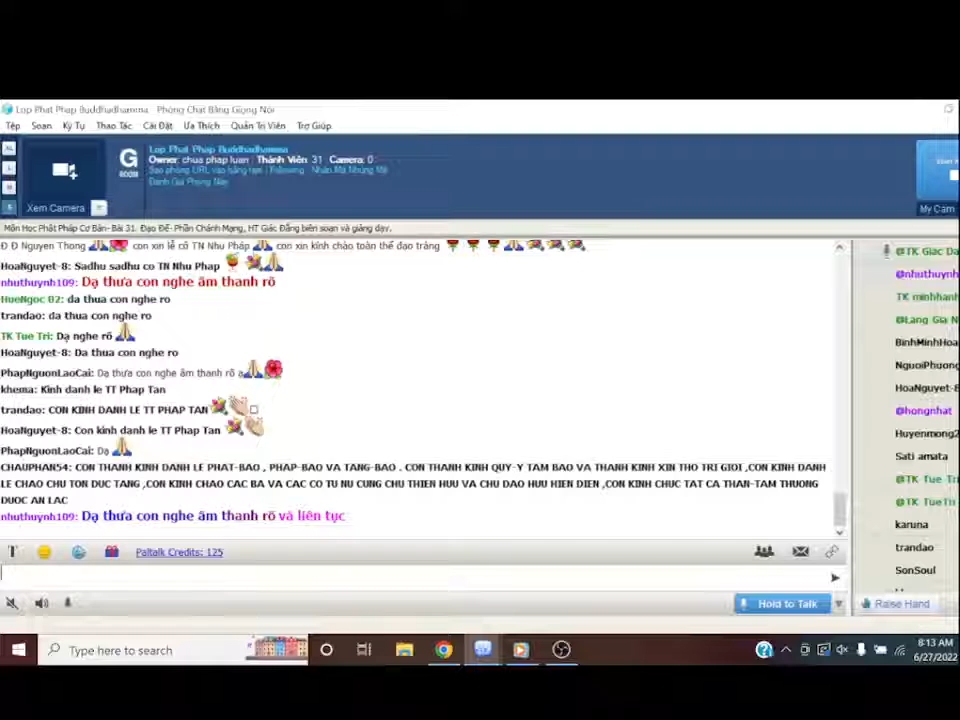 Lop Phat Phap Buddhadhamma - Phòng Chat Bằng Giọng Nói
Tệp Soạn Ký Tự Thao Tác Cài Đặt Ưa Thích Quản Trị Viên Trợ Giúp
Lop Phat Phap Buddhadhamma
Owner: chua phap luan Thành Viên 31 Camera: 0
G
ROOM
Xem Camera
My Cam
Môn Học Phật Pháp Cơ Bản- Bài 31. Đạo Đế- Phần Chánh Mạng, HT Giác Đẳng biên soạn và giảng dạy.
Đ Đ Nguyen Thong con xin lễ cô TN Nhu Pháp con xin kính chào toàn thể đạo tràng
HoaNguyet-8: Sadhu sadhu co TN Nhu Phap
nhuthuynh109: Dạ thưa con nghe âm thanh rõ
HueNgoc 02: da thua con nghe ro
trandao: da thua con nghe ro
TK Tue Tri: Dạ nghe rõ
HoaNguyet-8: Da thua con nghe ro
PhapNguonLaoCai: Dạ thưa con nghe âm thanh rõ ạ
khema: Kinh danh le TT Phap Tan
trandao: CON KINH DANH LE TT PHAP TAN
HoaNguyet-8: Con kinh danh le TT Phap Tan
PhapNguonLaoCai: Dạ
CHAUPHAN54: CON THANH KINH DANH LE PHAT-BAO , PHAP-BAO VA TANG-BAO . CON THANH KINH QUY-Y TAM BAO VA THANH KINH XIN THO TRI GIOI ,CON KINH DANH
LE CHAO CHU TON DUC TANG ,CON KINH CHAO CAC BA VA CAC CO TU NU CUNG CHU THIEN HUU VA CHU DAO HUU HIEN DIEN ,CON KINH CHUC TAT CA THAN-TAM THUONG
DUOC AN LAC
nhuthuynh109: Dạ thưa con nghe âm thanh rõ và liên tục
@TK Giac Da
@nhuthuynh
TK minhhanh
@Lang Gia N
BinhMinhHoa
NguoiPhuong
HoaNguyet-8
@hongnhat
Huyenmong2
Sati amata
@TK Tue Tri
@TK TueTri
karuna
trandao
SonSoul
T
Paltalk Credits: 125
Hold to Talk
Raise Hand
Type here to search
8:13 AM
6/27/2022